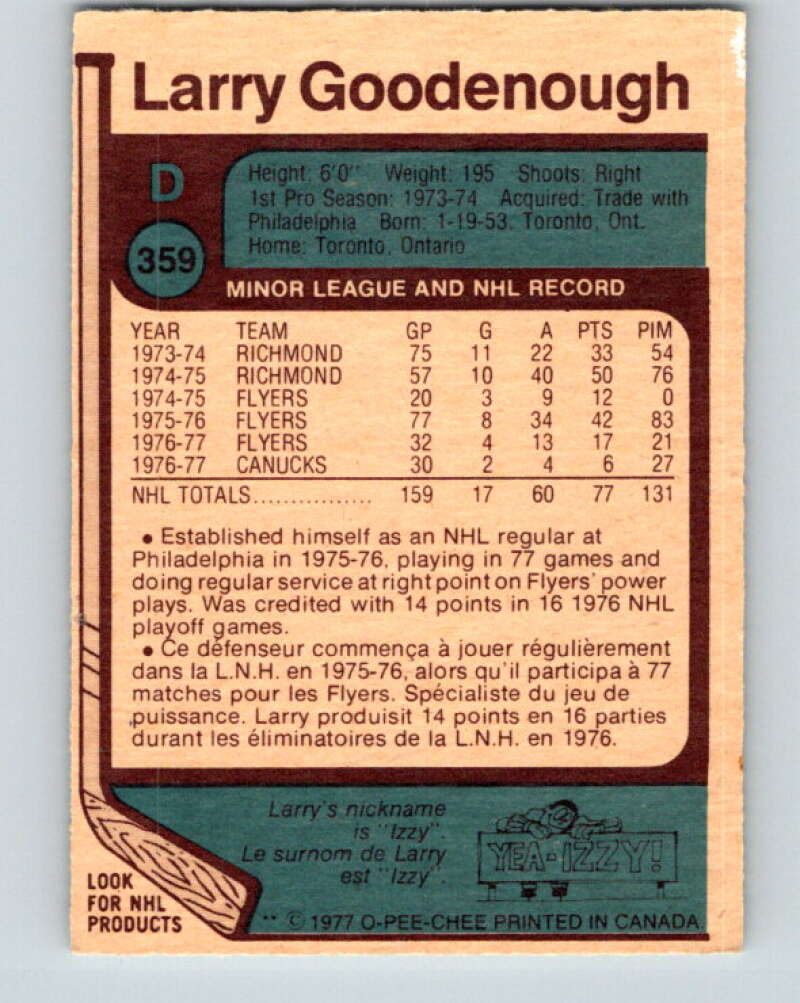 Larry Goodenough
D
Height: 6'0" Weight: 195 Shoots: Right
1st Pro Season: 1973-74 Acquired: Trade with
Philadelphia Born: 1-19-53. Toronto, Ont.
Home: Toronto, Ontario
359
MINOR LEAGUE AND NHL RECORD
YEAR TEAM GP G A PTS PIM
1973-74 RICHMOND 75 11 22 33 54
1974-75 RICHMOND 57 10 40 50 76
1974-75 FLYERS 20 3 9 12 0
1975-76 FLYERS 77 8 34 42 83
1976-77 FLYERS 32 4 13 17 21
1976-77 CANUCKS 30 2 4 6 27
NHL TOTALS................ 159 17 60 77 131
• Established himself as an NHL regular at
Philadelphia in 1975-76, playing in 77 games and
doing regular service at right point on Flyers' power
plays. Was credited with 14 points in 16 1976 NHL
playoff games.
• Ce défenseur commença à jouer régulièrement
dans la L.N.H. en 1975-76, alors qu'il participa à 77
matches pour les Flyers. Spécialiste du jeu de
puissance. Larry produisit 14 points en 16 parties
durant les éliminatoires de la L.N.H. en 1976.
Larry's nickname
is "Izzy".
Le surnom de Larry
est "Izzy".
YEA-IZZY!
LOOK
FOR NHL
PRODUCTS
** © 1977 O-PEE-CHEE PRINTED IN CANADA.